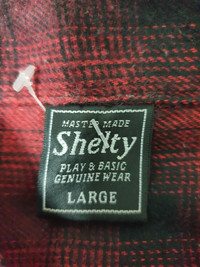 MASTER MADE
Shelty
PLAY & BASIC
GENUINE WEAR
LARGE